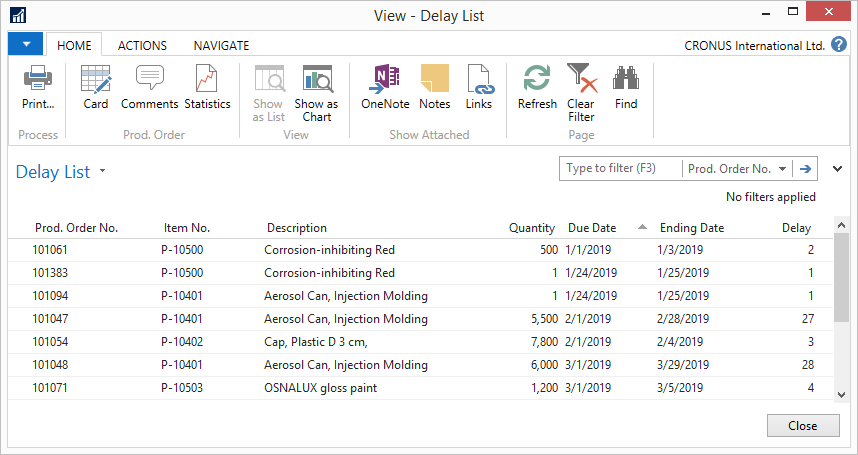 View - Delay List
HOME ACTIONS NAVIGATE CRONUS International Ltd. ?
Print... Card Comments Statistics Show as List Show as Chart OneNote Notes Links Refresh Clear Filter Find
Process Prod. Order View Show Attached Page
Delay List Type to filter (F3) Prod. Order No.
No filters applied
Prod. Order No. Item No. Description Quantity Due Date Ending Date Delay
101061 P-10500 Corrosion-inhibiting Red 500 1/1/2019 1/3/2019 2
101383 P-10500 Corrosion-inhibiting Red 1 1/24/2019 1/25/2019 1
101094 P-10401 Aerosol Can, Injection Molding 1 1/24/2019 1/25/2019 1
101047 P-10401 Aerosol Can, Injection Molding 5,500 2/1/2019 2/28/2019 27
101054 P-10402 Cap, Plastic D 3 cm, 7,800 2/1/2019 2/4/2019 3
101048 P-10401 Aerosol Can, Injection Molding 6,000 3/1/2019 3/29/2019 28
101071 P-10503 OSNALUX gloss paint 1,200 3/1/2019 3/5/2019 4
Close